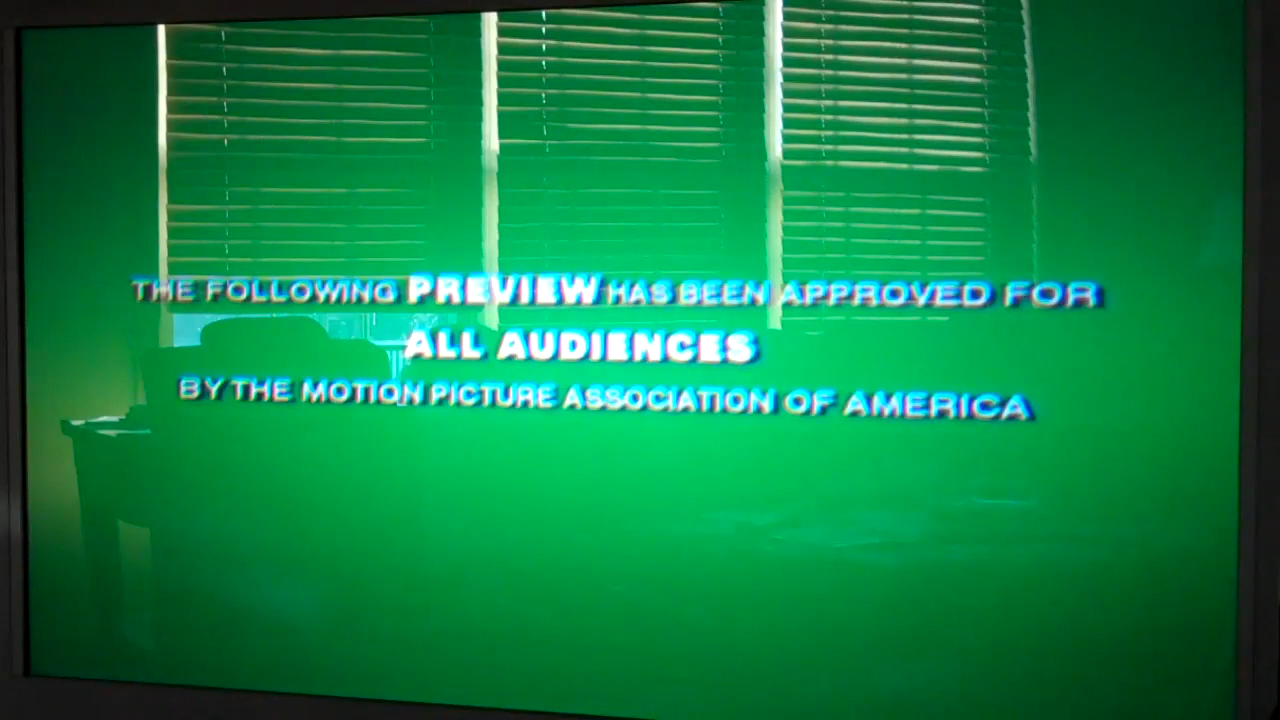 THE FOLLOWING PREVIEW HAS BEEN APPROVED FOR
ALL AUDIENCES
BY THE MOTION PICTURE ASSOCIATION OF AMERICA